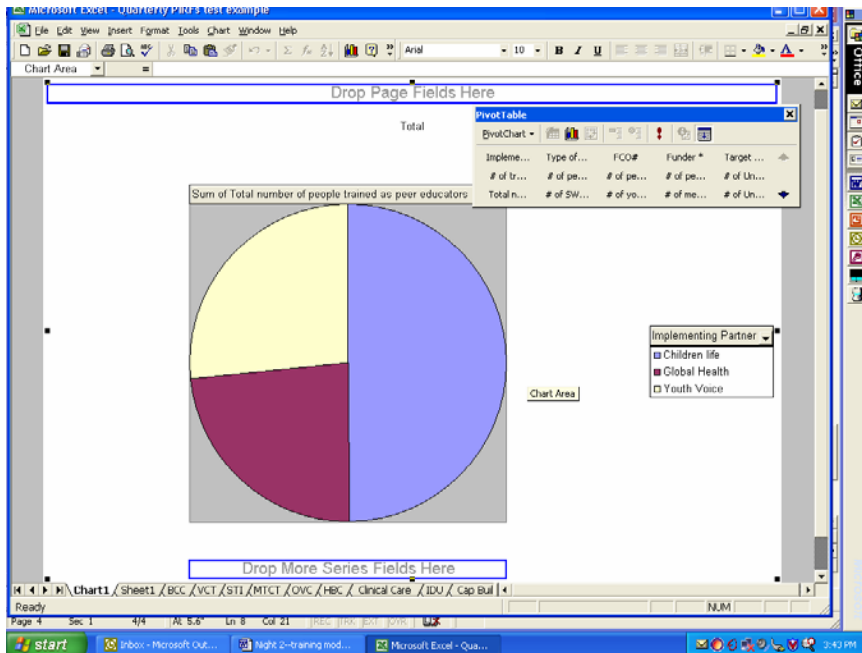 Microsoft Excel - Quarterly Pilots test example
File Edit View Insert Format Tools Chart Window Help
Arial 10 B I U
Chart Area =
Office
Drop Page Fields Here
Total
PivotTable
PivotChart
Impleme... Type of... FCO# Funder * Target ...
# of tr... # of pe... # of pe... # of pe... # of Un...
Total n... # of SW... # of yo... # of me... # of Un...
Sum of Total number of people trained as peer educators
Implementing Partner
Children life
Global Health
Youth Voice
Chart Area
Drop More Series Fields Here
Chart1 / Sheet1 / BCC / VCT / STI / MTCT / OVC / HBC / Clinical Care / IDU / Cap Buil
Ready NUM
Page 4 Sec 1 4/4 At 5.6" Ln 8 Col 21 REC TRK EXT OVR
start Inbox - Microsoft Out... Night 2--training mod... Microsoft Excel - Qua... 3:43 PM